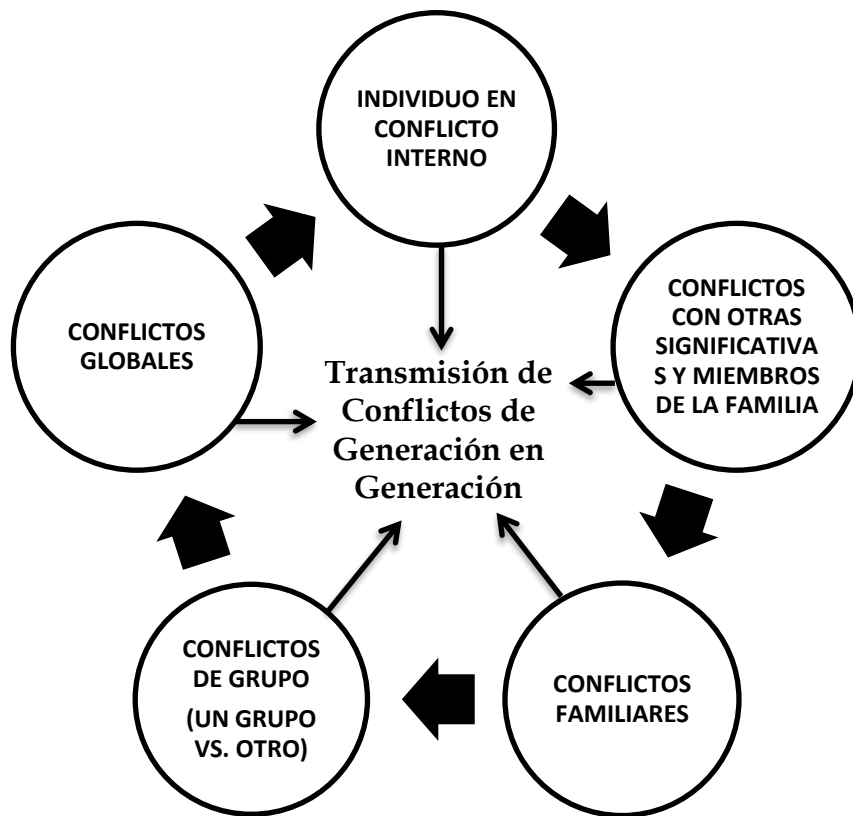 INDIVIDUO EN
CONFLICTO
INTERNO
CONFLICTOS
CON OTRAS
SIGNIFICATIVA
S Y MIEMBROS
DE LA FAMILIA
CONFLICTOS
GLOBALES
Transmisión de
Conflictos de
Generación en
Generación
CONFLICTOS
DE GRUPO
(UN GRUPO
VS. OTRO)
CONFLICTOS
FAMILIARES